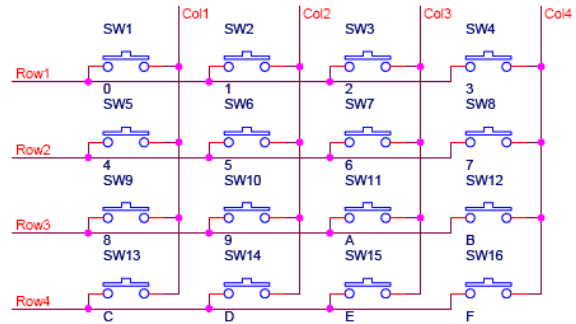 Col1 Col2 Col3 Col4
SW1 SW2 SW3 SW4
Row1
0 1 2 3
SW5 SW6 SW7 SW8
Row2
4 5 6 7
SW9 SW10 SW11 SW12
Row3
8 9 A B
SW13 SW14 SW15 SW16
Row4
C D E F